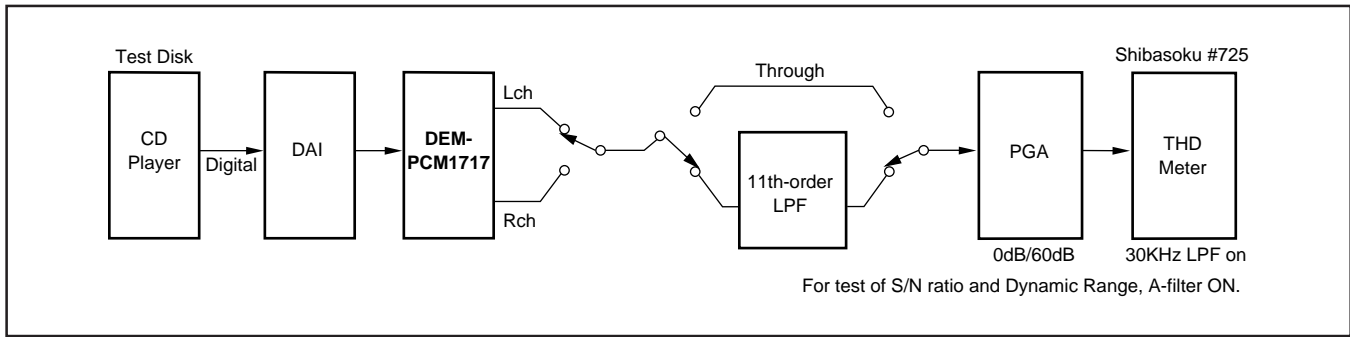 Test Disk
CD
Player
Digital
DAI
DEM-
PCM1717
Lch
Rch
Through
11th-order
LPF
PGA
0dB/60dB
Shibasoku #725
THD
Meter
30KHz LPF on
For test of S/N ratio and Dynamic Range, A-filter ON.